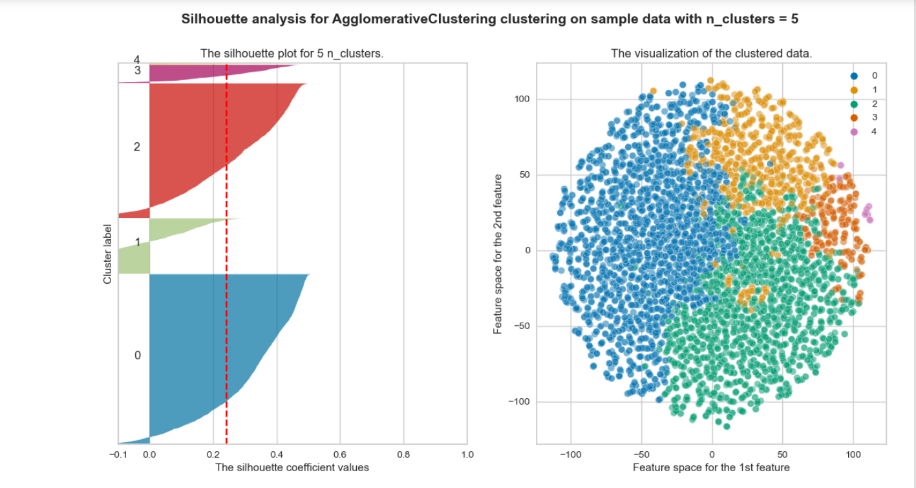 Silhouette analysis for AgglomerativeClustering clustering on sample data with n_clusters = 5
The silhouette plot for 5 n_clusters.
4
3
2
1
0
Cluster label
−0.1 0.0 0.2 0.4 0.6 0.8 1.0
The silhouette coefficient values
The visualization of the clustered data.
0
1
2
3
4
100
50
0
−50
−100
Feature space for the 2nd feature
−100 −50 0 50 100
Feature space for the 1st feature